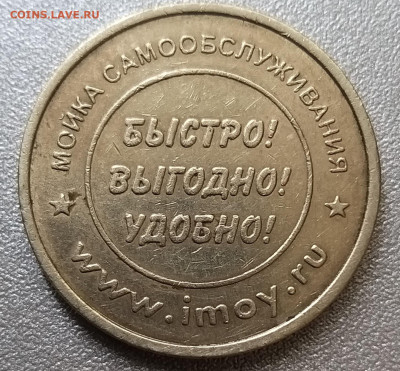 COINS.LAVE.RU
МОЙКА САМООБСЛУЖИВАНИЯ
БЫСТРО!
ВЫГОДНО!
УДОБНО!
www.imoy.ru